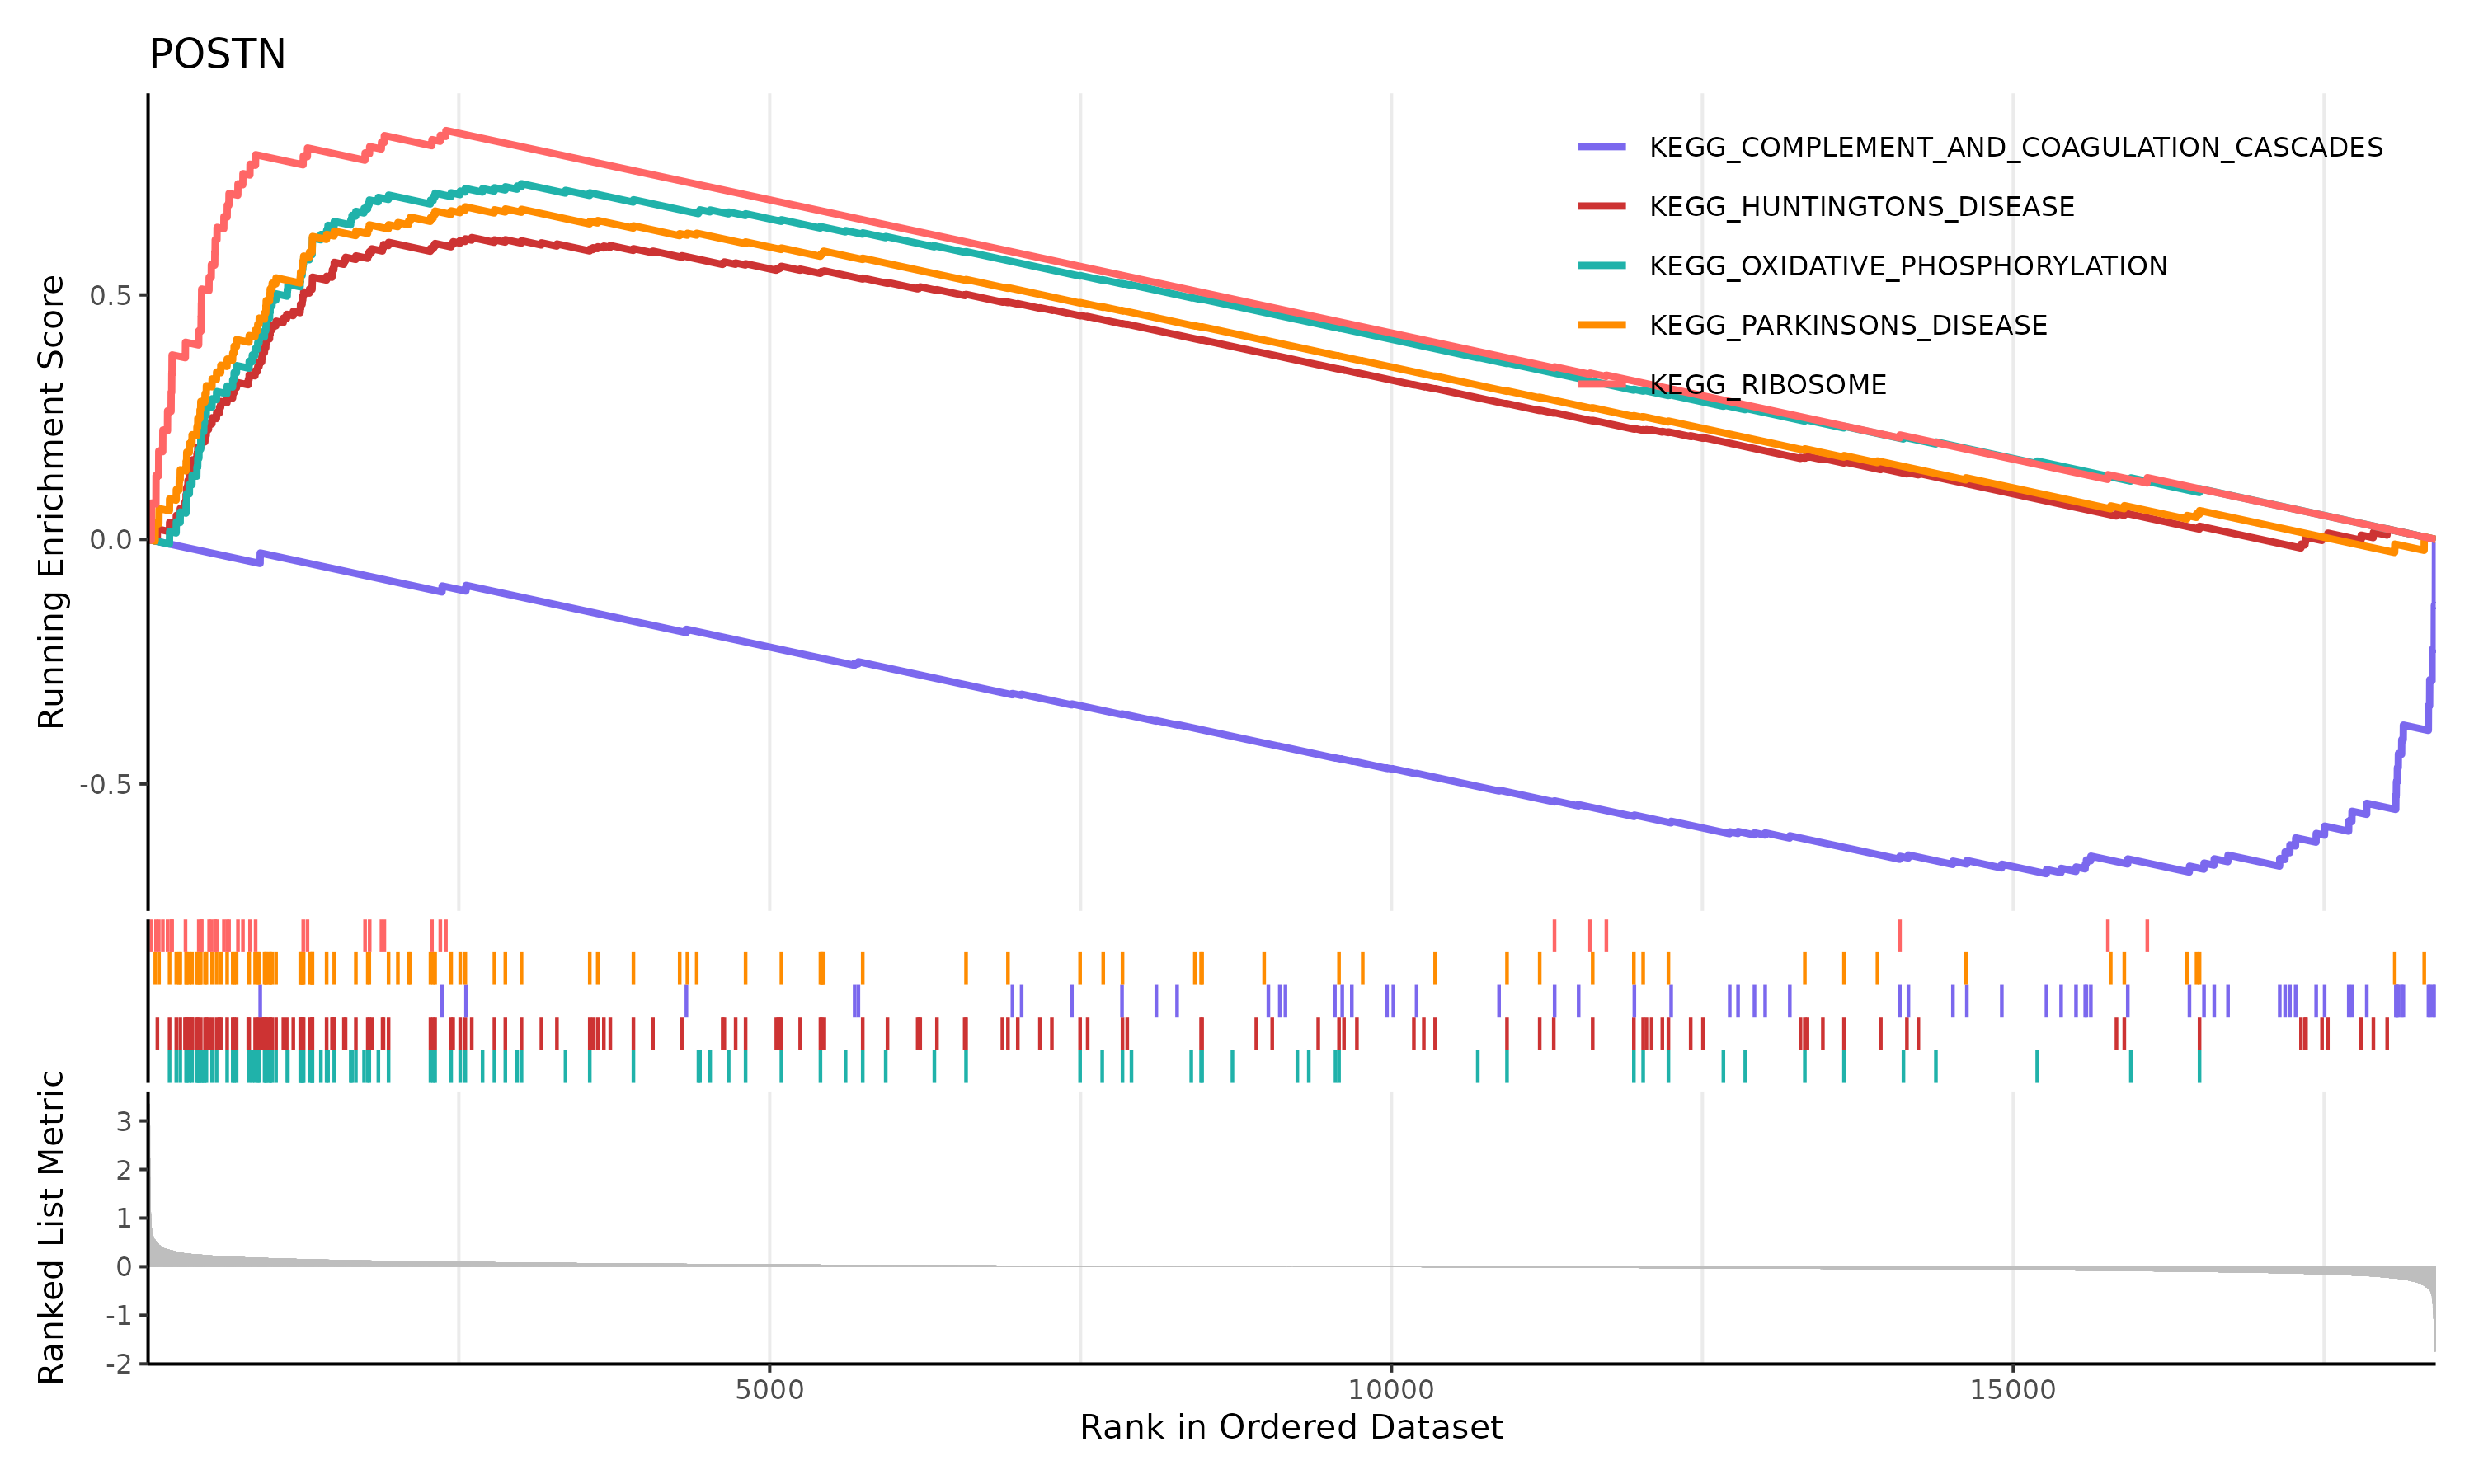 POSTN
Running Enrichment Score
0.5
0.0
-0.5
KEGG_COMPLEMENT_AND_COAGULATION_CASCADES
KEGG_HUNTINGTONS_DISEASE
KEGG_OXIDATIVE_PHOSPHORYLATION
KEGG_PARKINSONS_DISEASE
KEGG_RIBOSOME
Ranked List Metric
3
2
1
0
-1
-2
5000 10000 15000
Rank in Ordered Dataset